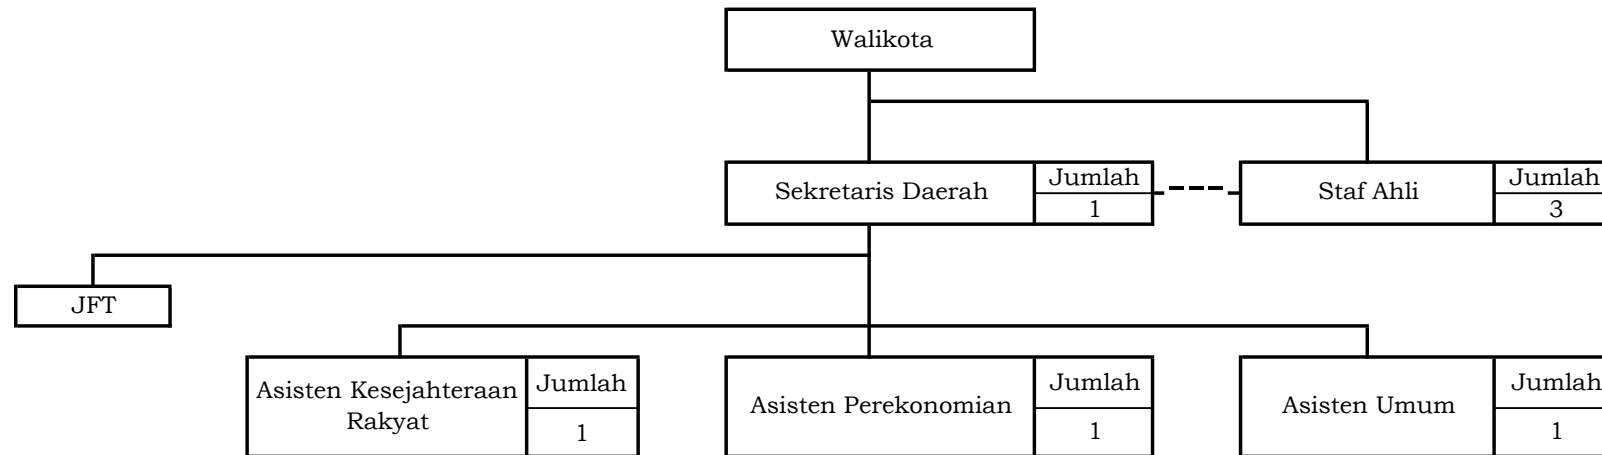 Walikota
Sekretaris Daerah
Jumlah
1
Staf Ahli
Jumlah
3
JFT
Asisten Kesejahteraan
Rakyat
Jumlah
1
Asisten Perekonomian
Jumlah
1
Asisten Umum
Jumlah
1